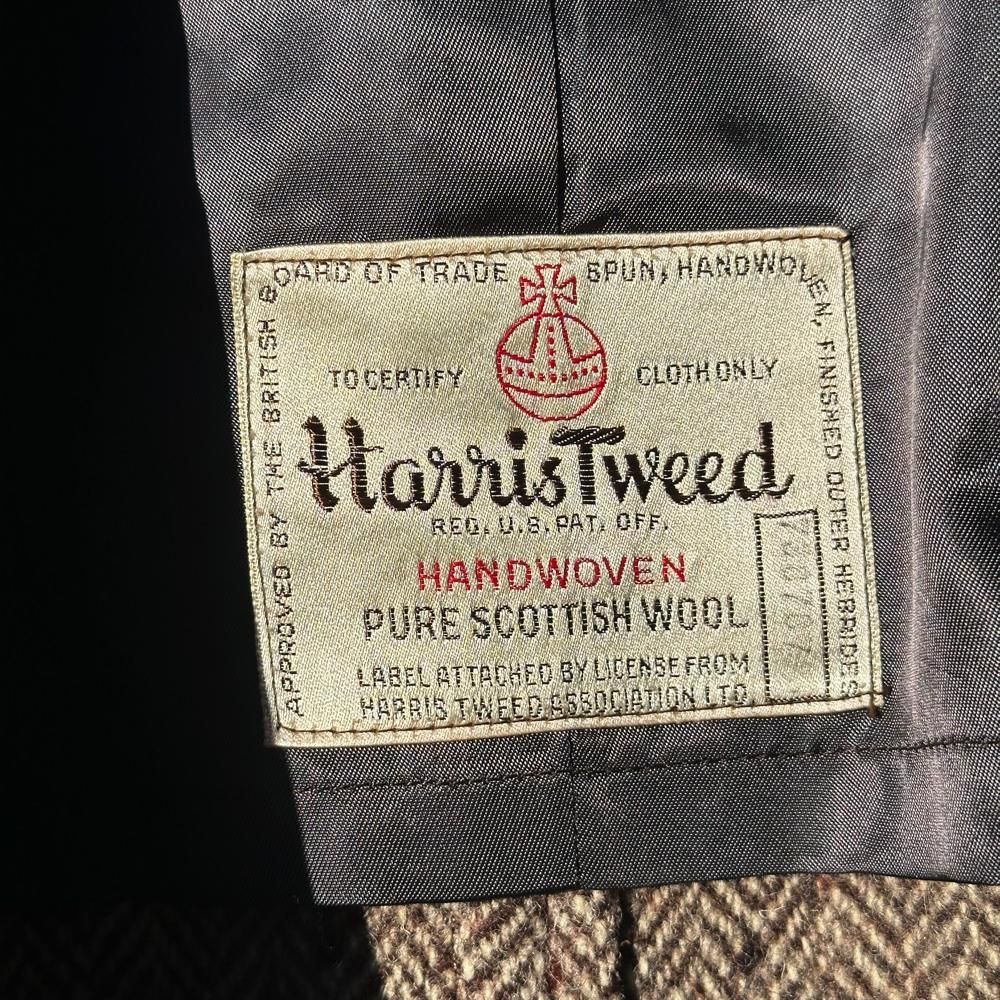 APPROVED BY THE BRITISH BOARD OF TRADE
SPUN, HANDWOVEN, FINISHED OUTER HEBRIDES
TO CERTIFY
CLOTH ONLY
Harris Tweed
REG. U.S. PAT. OFF.
HANDWOVEN
PURE SCOTTISH WOOL
LABEL ATTACHED BY LICENSE FROM
HARRIS TWEED ASSOCIATION LTD.